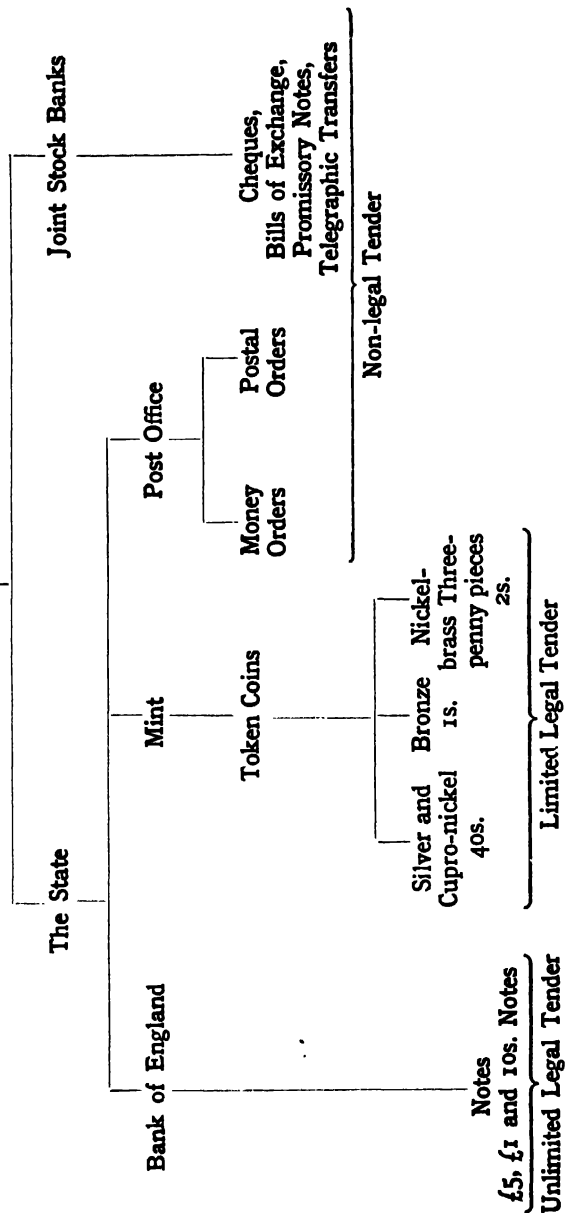 The State
Joint Stock Banks
Bank of England
Mint
Post Office
Token Coins
Money
Orders
Postal
Orders
Cheques,
Bills of Exchange,
Promissory Notes,
Telegraphic Transfers
Non-legal Tender
Silver and
Cupro-nickel
40s.
Bronze
1s.
Nickel-
brass Three-
penny pieces
2s.
Limited Legal Tender
Notes
£5, £1 and 10s. Notes
Unlimited Legal Tender